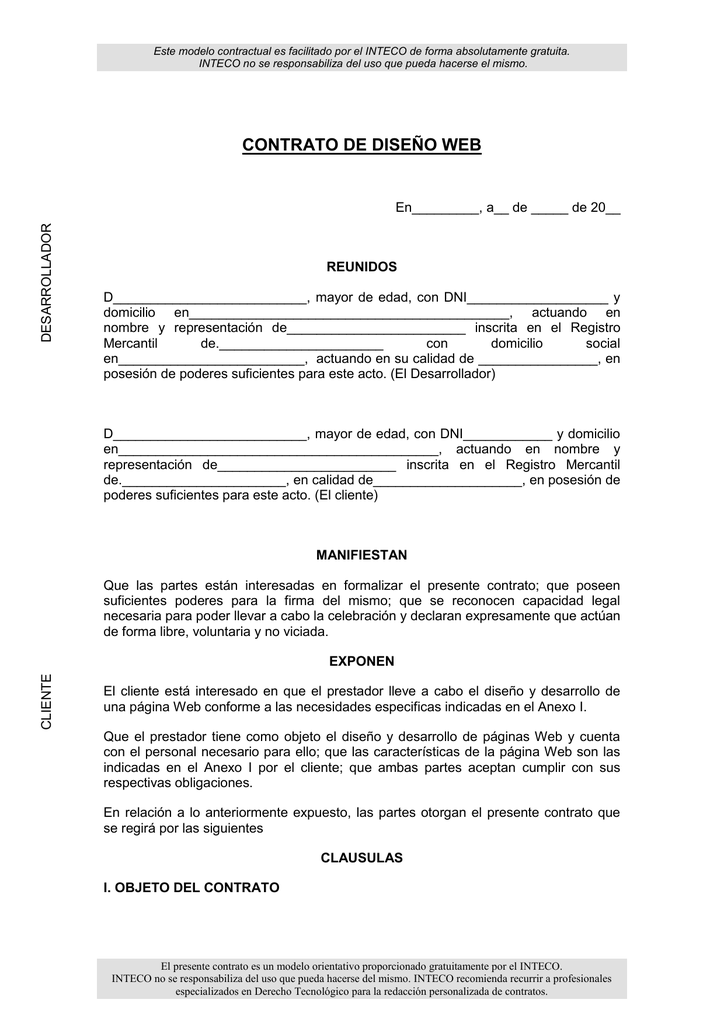 Este modelo contractual es facilitado por el INTECO de forma absolutamente gratuita.
INTECO no se responsabiliza del uso que pueda hacerse el mismo.
CONTRATO DE DISEÑO WEB
En_________, a__ de _____ de 20__
DESARROLLADOR
REUNIDOS
D__________________________, mayor de edad, con DNI___________________ y
domicilio en___________________________________________, actuando en
nombre y representación de________________________ inscrita en el Registro
Mercantil de.______________________ con domicilio social
en_________________________, actuando en su calidad de ________________, en
posesión de poderes suficientes para este acto. (El Desarrollador)
D__________________________, mayor de edad, con DNI____________ y domicilio
en___________________________________________, actuando en nombre y
representación de________________________ inscrita en el Registro Mercantil
de.______________________, en calidad de____________________, en posesión de
poderes suficientes para este acto. (El cliente)
MANIFIESTAN
Que las partes están interesadas en formalizar el presente contrato; que poseen
suficientes poderes para la firma del mismo; que se reconocen capacidad legal
necesaria para poder llevar a cabo la celebración y declaran expresamente que actúan
de forma libre, voluntaria y no viciada.
EXPONEN
CLIENTE
El cliente está interesado en que el prestador lleve a cabo el diseño y desarrollo de
una página Web conforme a las necesidades especificas indicadas en el Anexo I.
Que el prestador tiene como objeto el diseño y desarrollo de páginas Web y cuenta
con el personal necesario para ello; que las características de la página Web son las
indicadas en el Anexo I por el cliente; que ambas partes aceptan cumplir con sus
respectivas obligaciones.
En relación a lo anteriormente expuesto, las partes otorgan el presente contrato que
se regirá por las siguientes
CLAUSULAS
I. OBJETO DEL CONTRATO
El presente contrato es un modelo orientativo proporcionado gratuitamente por el INTECO.
INTECO no se responsabiliza del uso que pueda hacerse del mismo. INTECO recomienda recurrir a profesionales
especializados en Derecho Tecnológico para la redacción personalizada de contratos.